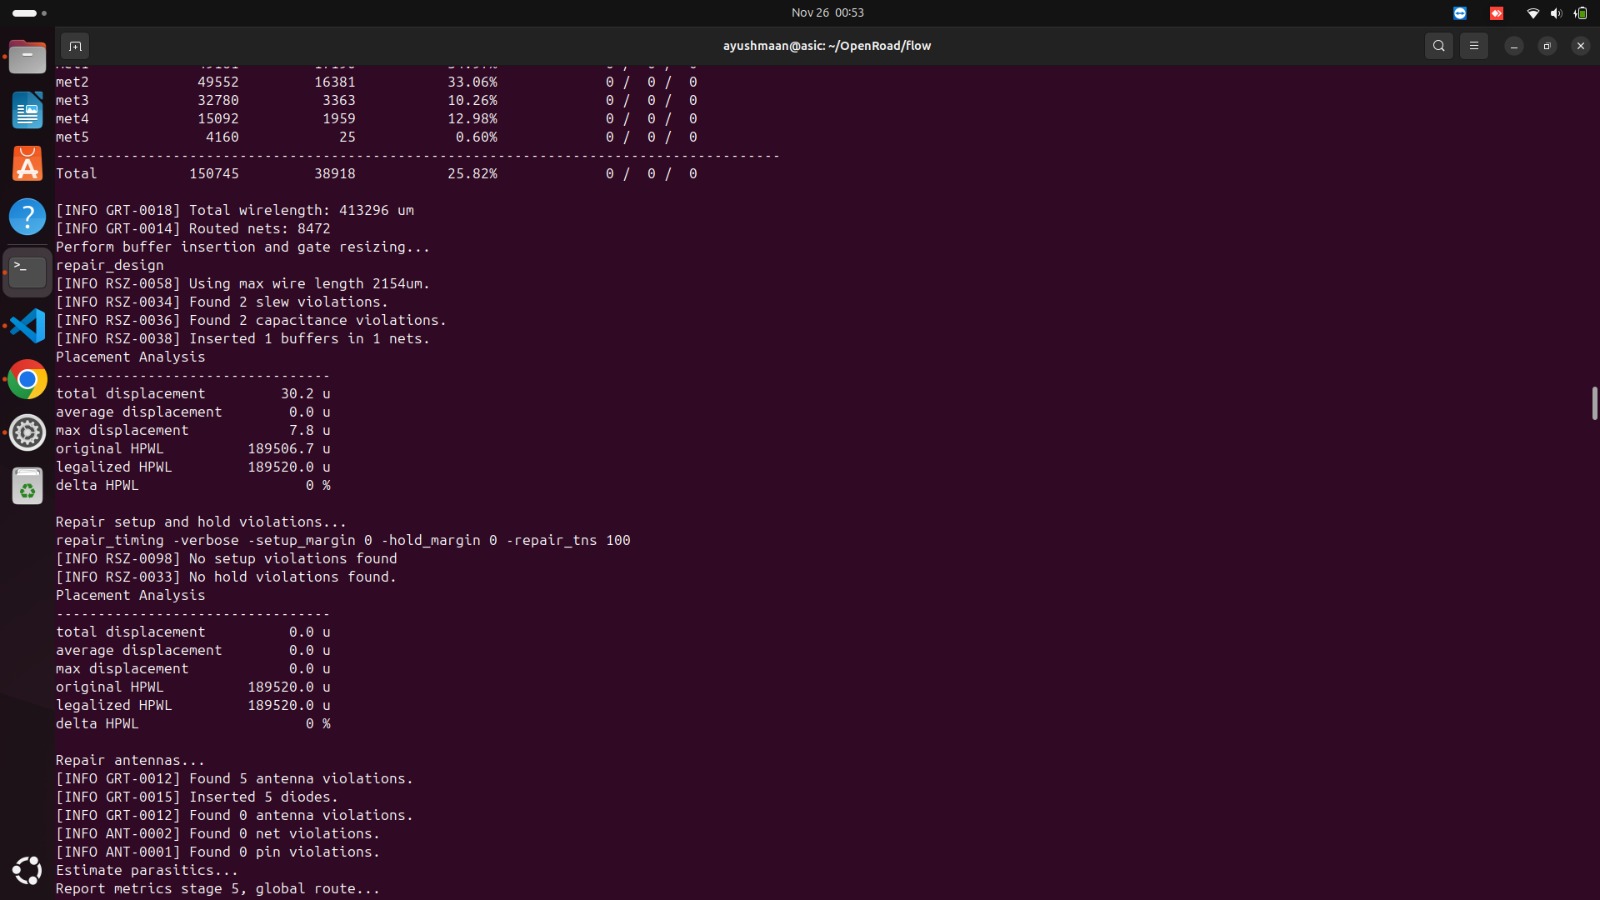 Nov 26 00:53
ayushmaan@asic: ~/OpenRoad/flow
met2 49552 16381 33.06% 0 / 0 / 0
met3 32780 3363 10.26% 0 / 0 / 0
met4 15092 1959 12.98% 0 / 0 / 0
met5 4160 25 0.60% 0 / 0 / 0
---------------------------------------------------------------------------------------
Total 150745 38918 25.82% 0 / 0 / 0
[INFO GRT-0018] Total wirelength: 413296 um
[INFO GRT-0014] Routed nets: 8472
Perform buffer insertion and gate resizing...
repair_design
[INFO RSZ-0058] Using max wire length 2154um.
[INFO RSZ-0034] Found 2 slew violations.
[INFO RSZ-0036] Found 2 capacitance violations.
[INFO RSZ-0038] Inserted 1 buffers in 1 nets.
Placement Analysis
---------------------------------
total displacement 30.2 u
average displacement 0.0 u
max displacement 7.8 u
original HPWL 189506.7 u
legalized HPWL 189520.0 u
delta HPWL 0 %
Repair setup and hold violations...
repair_timing -verbose -setup_margin 0 -hold_margin 0 -repair_tns 100
[INFO RSZ-0098] No setup violations found
[INFO RSZ-0033] No hold violations found.
Placement Analysis
---------------------------------
total displacement 0.0 u
average displacement 0.0 u
max displacement 0.0 u
original HPWL 189520.0 u
legalized HPWL 189520.0 u
delta HPWL 0 %
Repair antennas...
[INFO GRT-0012] Found 5 antenna violations.
[INFO GRT-0015] Inserted 5 diodes.
[INFO GRT-0012] Found 0 antenna violations.
[INFO ANT-0002] Found 0 net violations.
[INFO ANT-0001] Found 0 pin violations.
Estimate parasitics...
Report metrics stage 5, global route...